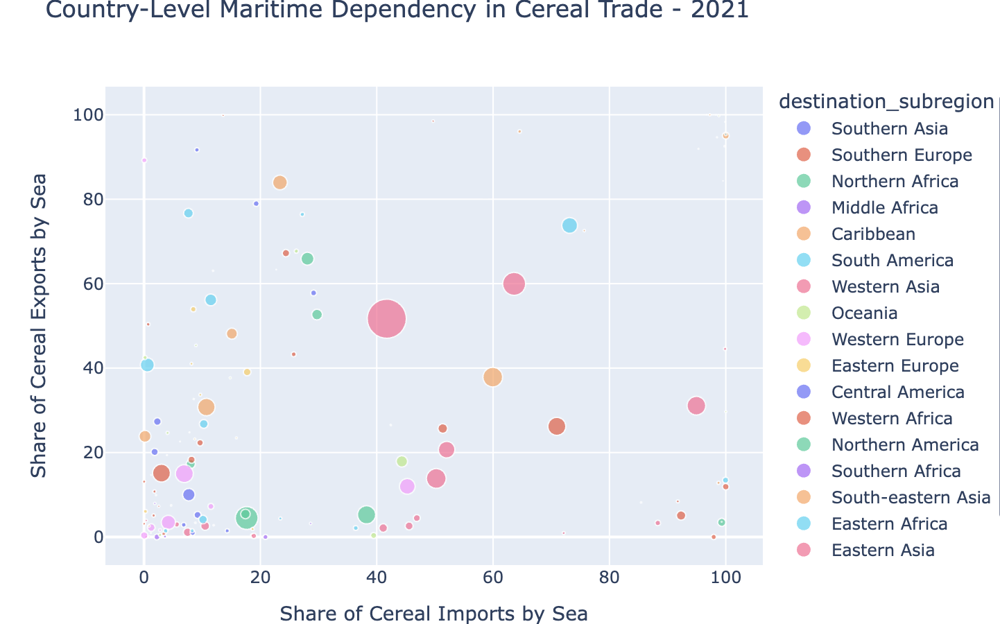 Country-Level Maritime Dependency in Cereal Trade - 2021
destination_subregion
100
80
60
40
20
0
Share of Cereal Exports by Sea
0
20
40
60
80
100
Share of Cereal Imports by Sea
Southern Asia
Southern Europe
Northern Africa
Middle Africa
Caribbean
South America
Western Asia
Oceania
Western Europe
Eastern Europe
Central America
Western Africa
Northern America
Southern Africa
South-eastern Asia
Eastern Africa
Eastern Asia